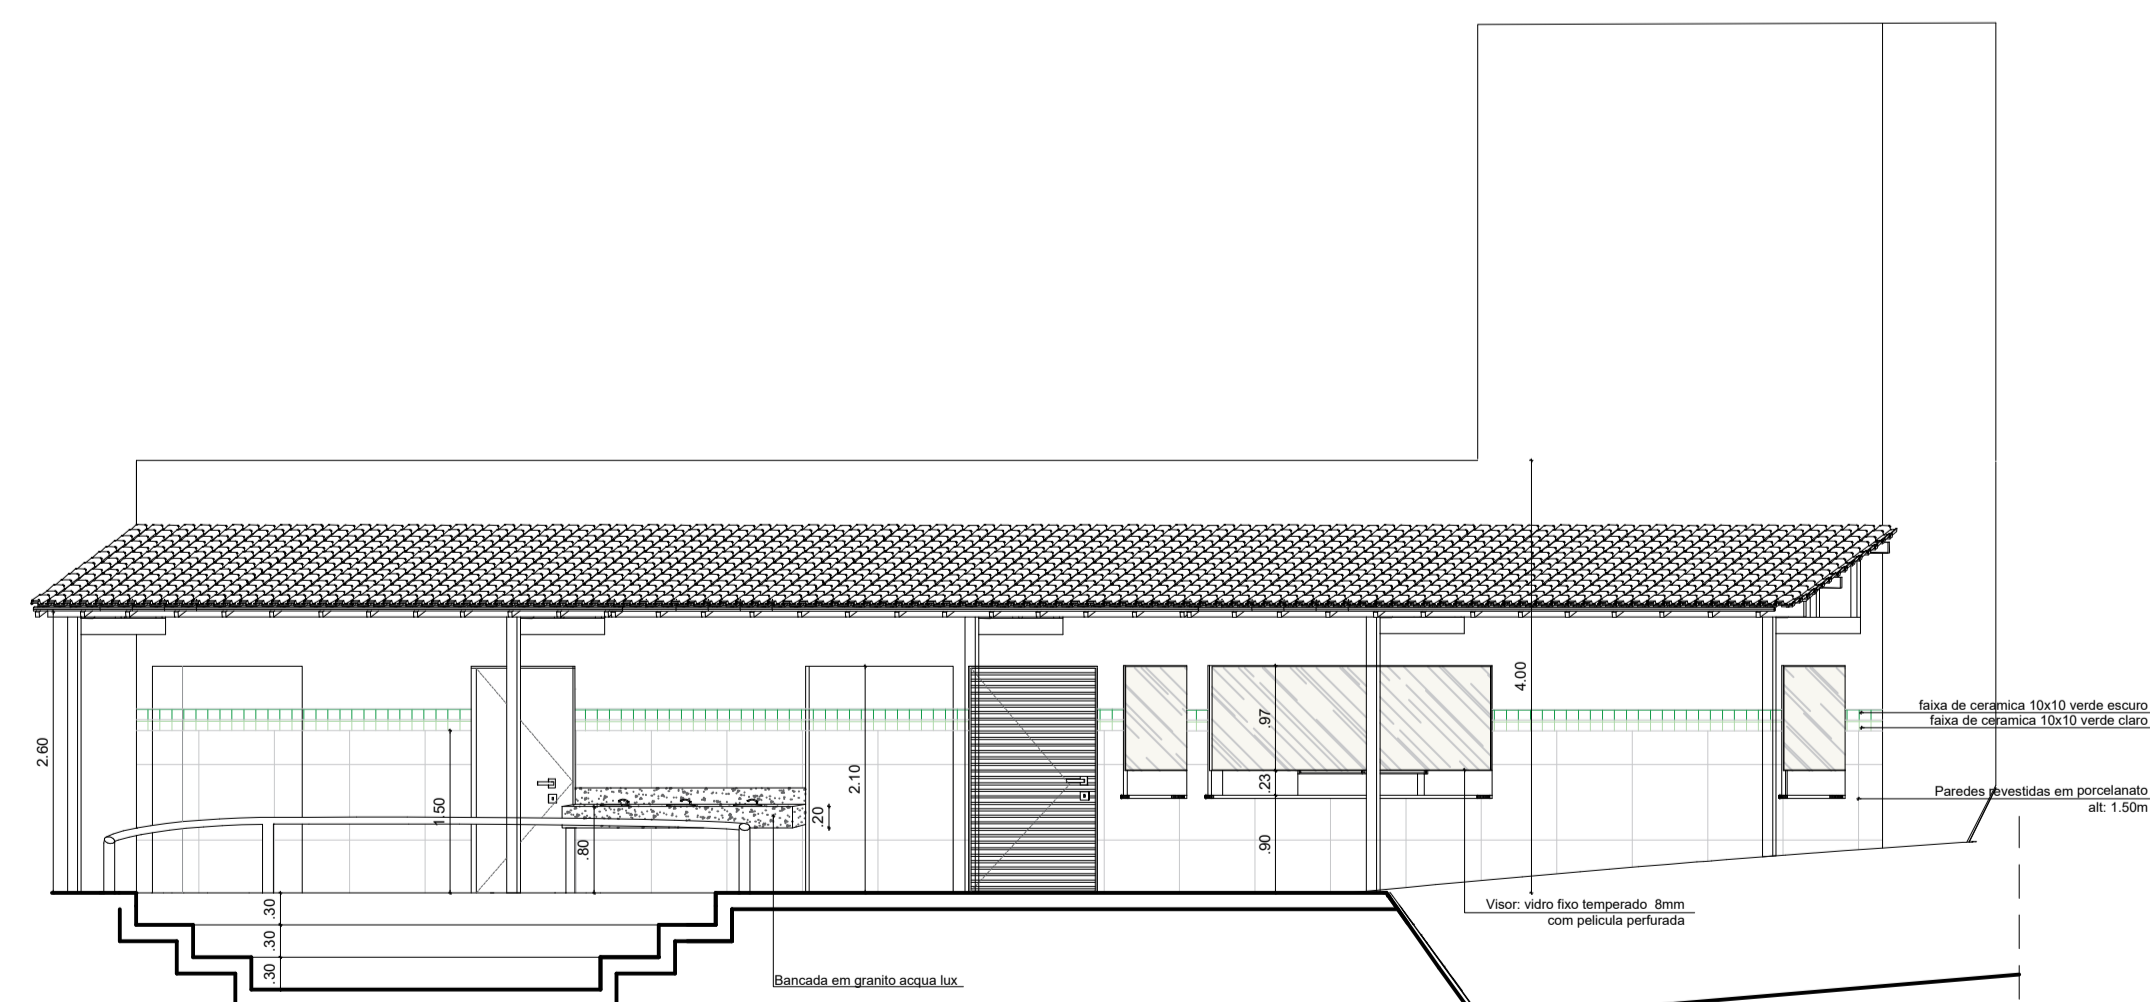 4.00
faixa de ceramica 10x10 verde escuro
faixa de ceramica 10x10 verde claro
2.60
.97
2.10
.23
Paredes revestidas em porcelanato
alt: 1.50m
1.50
.20
.80
.90
.30
.30
.30
Visor: vidro fixo temperado 8mm
com pelicula perfurada
Bancada em granito acqua lux